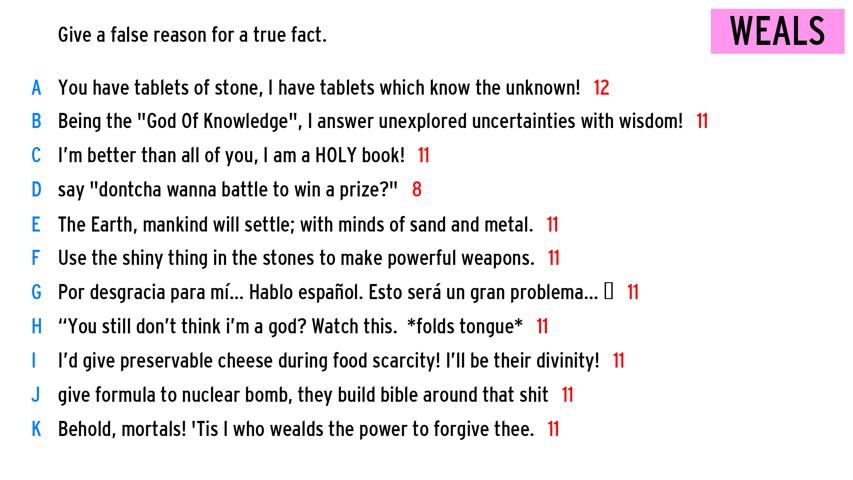 Give a false reason for a true fact.
WEALS
A You have tablets of stone, I have tablets which know the unknown! 12
B Being the "God Of Knowledge", I answer unexplored uncertainties with wisdom! 11
C I'm better than all of you, I am a HOLY book! 11
D say "dontcha wanna battle to win a prize?" 8
E The Earth, mankind will settle; with minds of sand and metal. 11
F Use the shiny thing in the stones to make powerful weapons. 11
G Por desgracia para mí... Hablo español. Esto será un gran problema... ▯ 11
H “You still don’t think i’m a god? Watch this. *folds tongue* 11
I I’d give preservable cheese during food scarcity! I’ll be their divinity! 11
J give formula to nuclear bomb, they build bible around that shit 11
K Behold, mortals! 'Tis I who wealds the power to forgive thee. 11